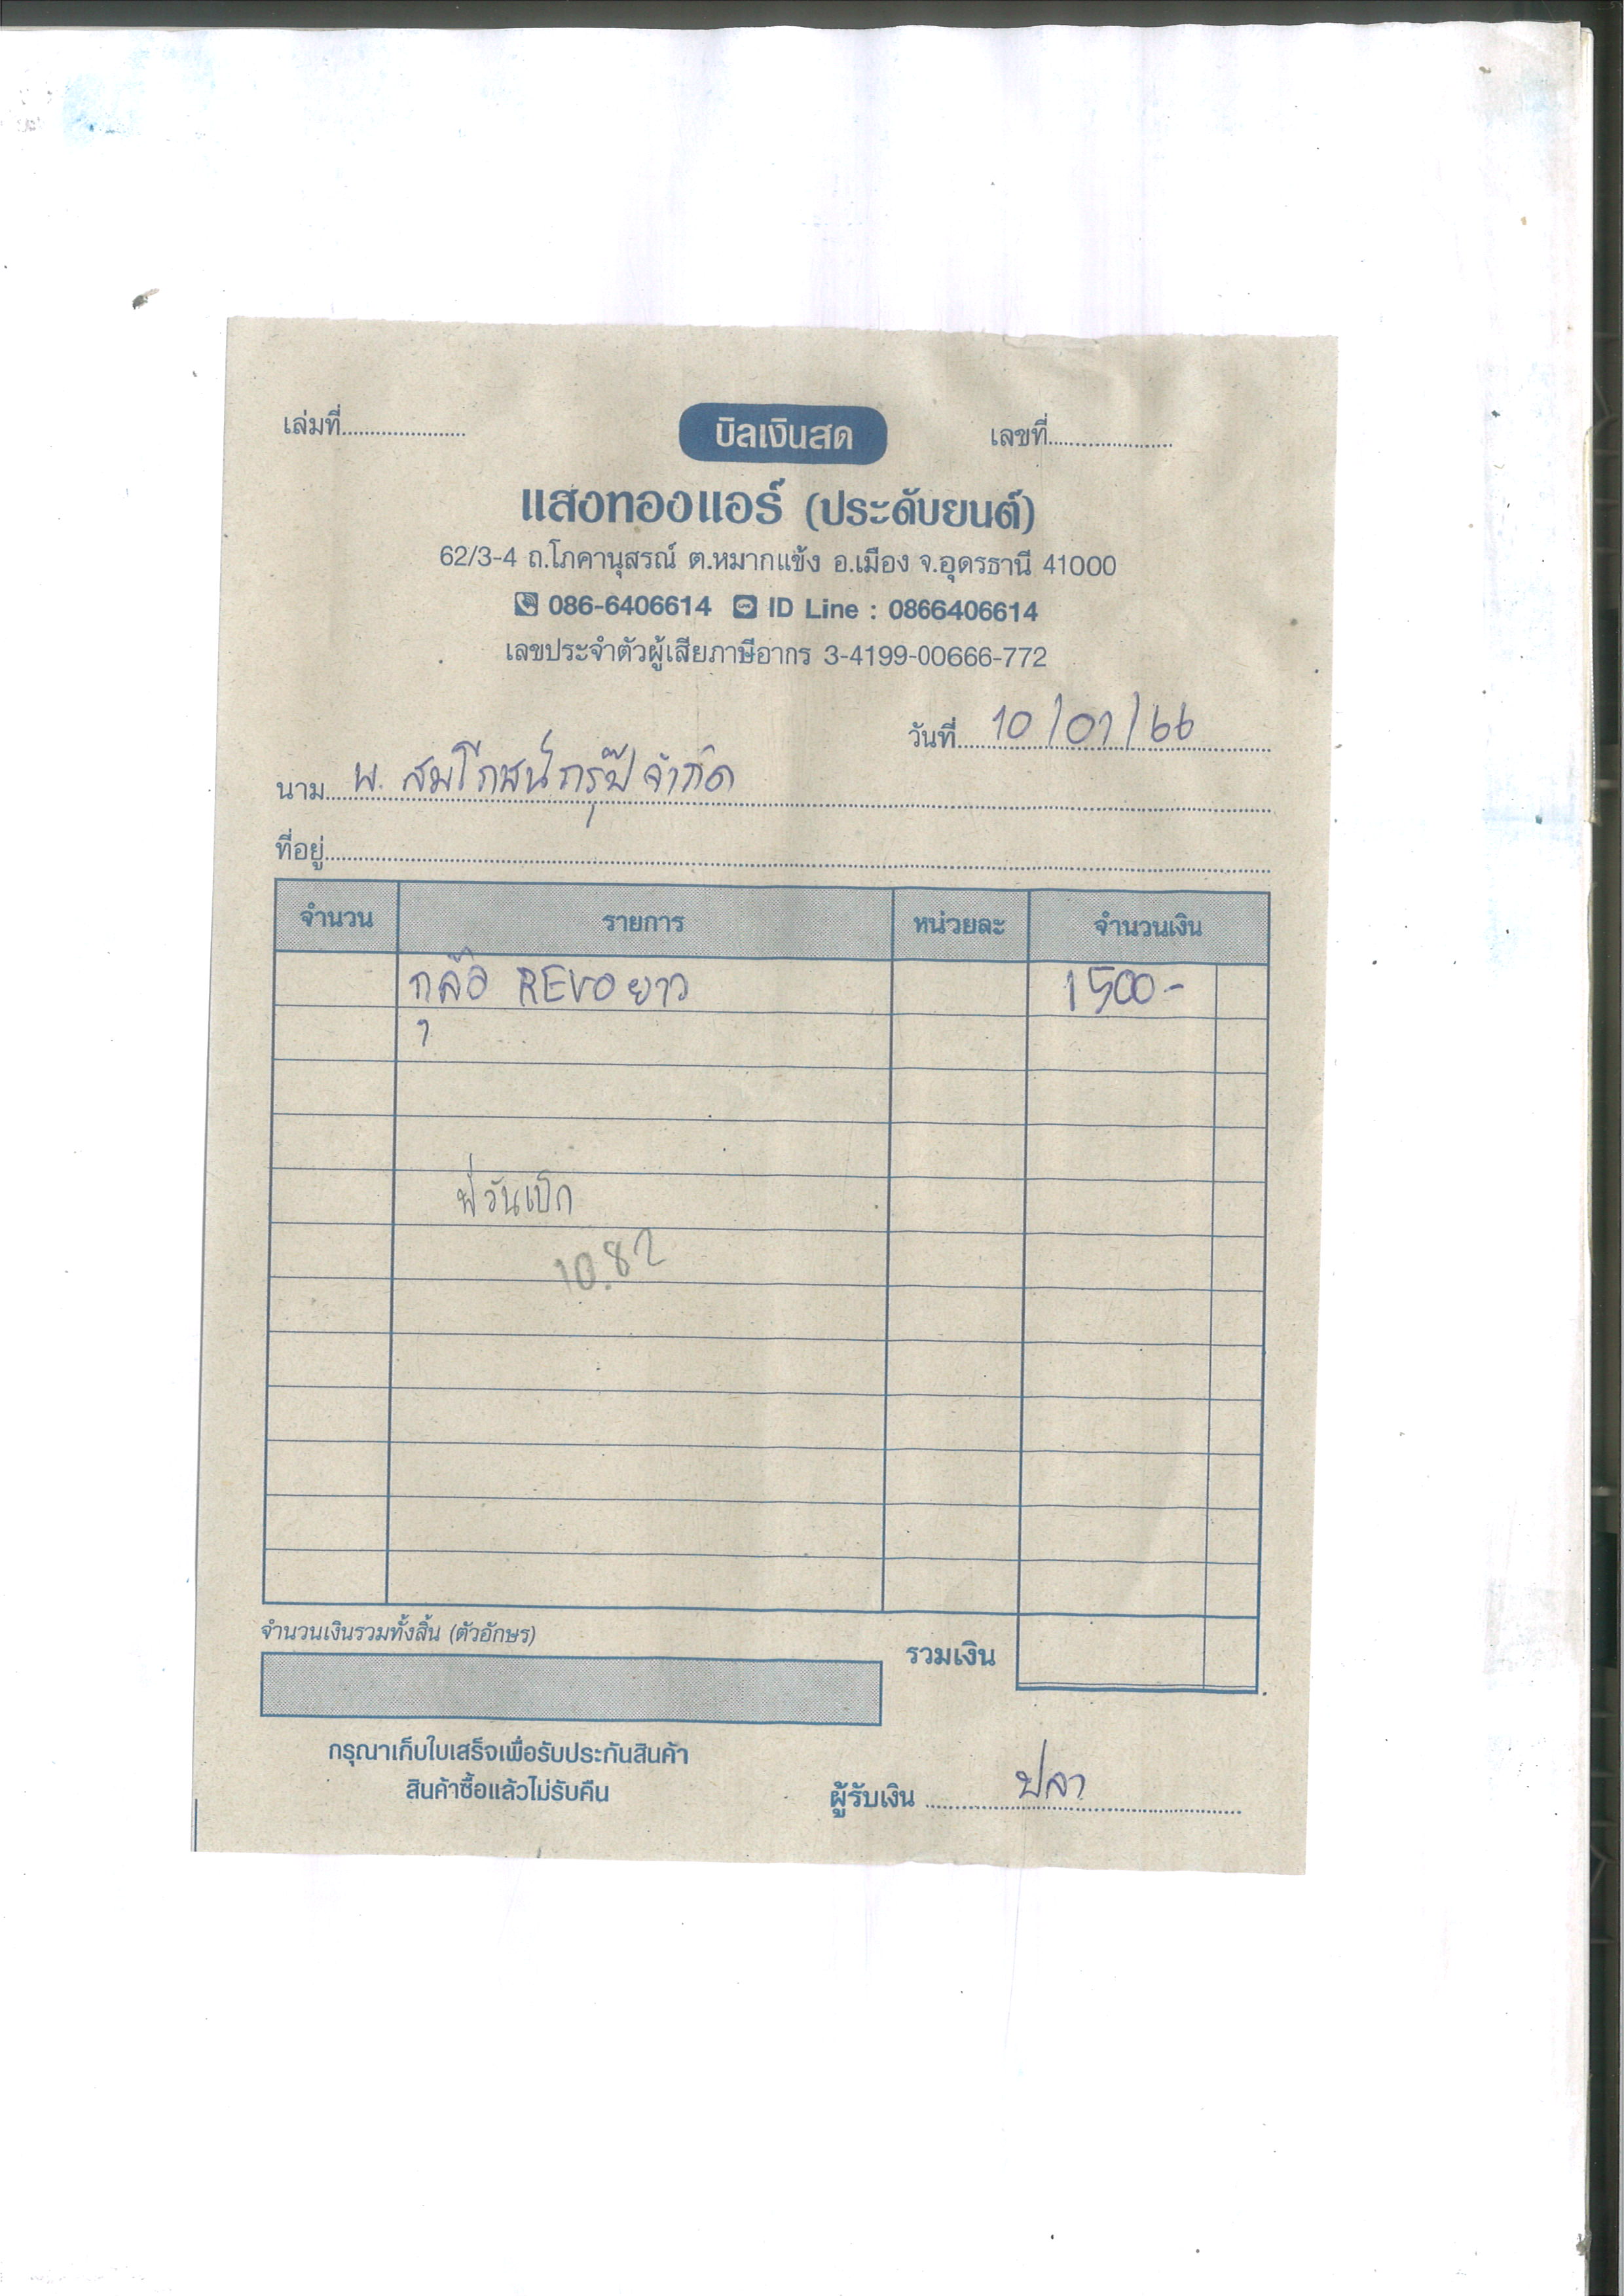 เล่มที่
บิลเงินสด
เลขที่
แสงทองแอร์ (ประดับยนต์)
62/3-4 ถ.โภคานุสรณ์ ต.หมากแข้ง อ.เมือง จ.อุดรธานี 41000
086-6406614 ID Line : 0866406614
เลขประจำตัวผู้เสียภาษีอากร 3-4199-00666-772
วันที่ 10/01/66
นาม กรุ๊ป จำกัด
ที่อยู่
จำนวน รายการ หน่วยละ จำนวนเงิน
REVO ยาว 1500-
10.82
จำนวนเงินรวมทั้งสิ้น (ตัวอักษร)
รวมเงิน
กรุณาเก็บใบเสร็จเพื่อรับประกันสินค้า
สินค้าซื้อแล้วไม่รับคืน
ผู้รับเงิน ปลา